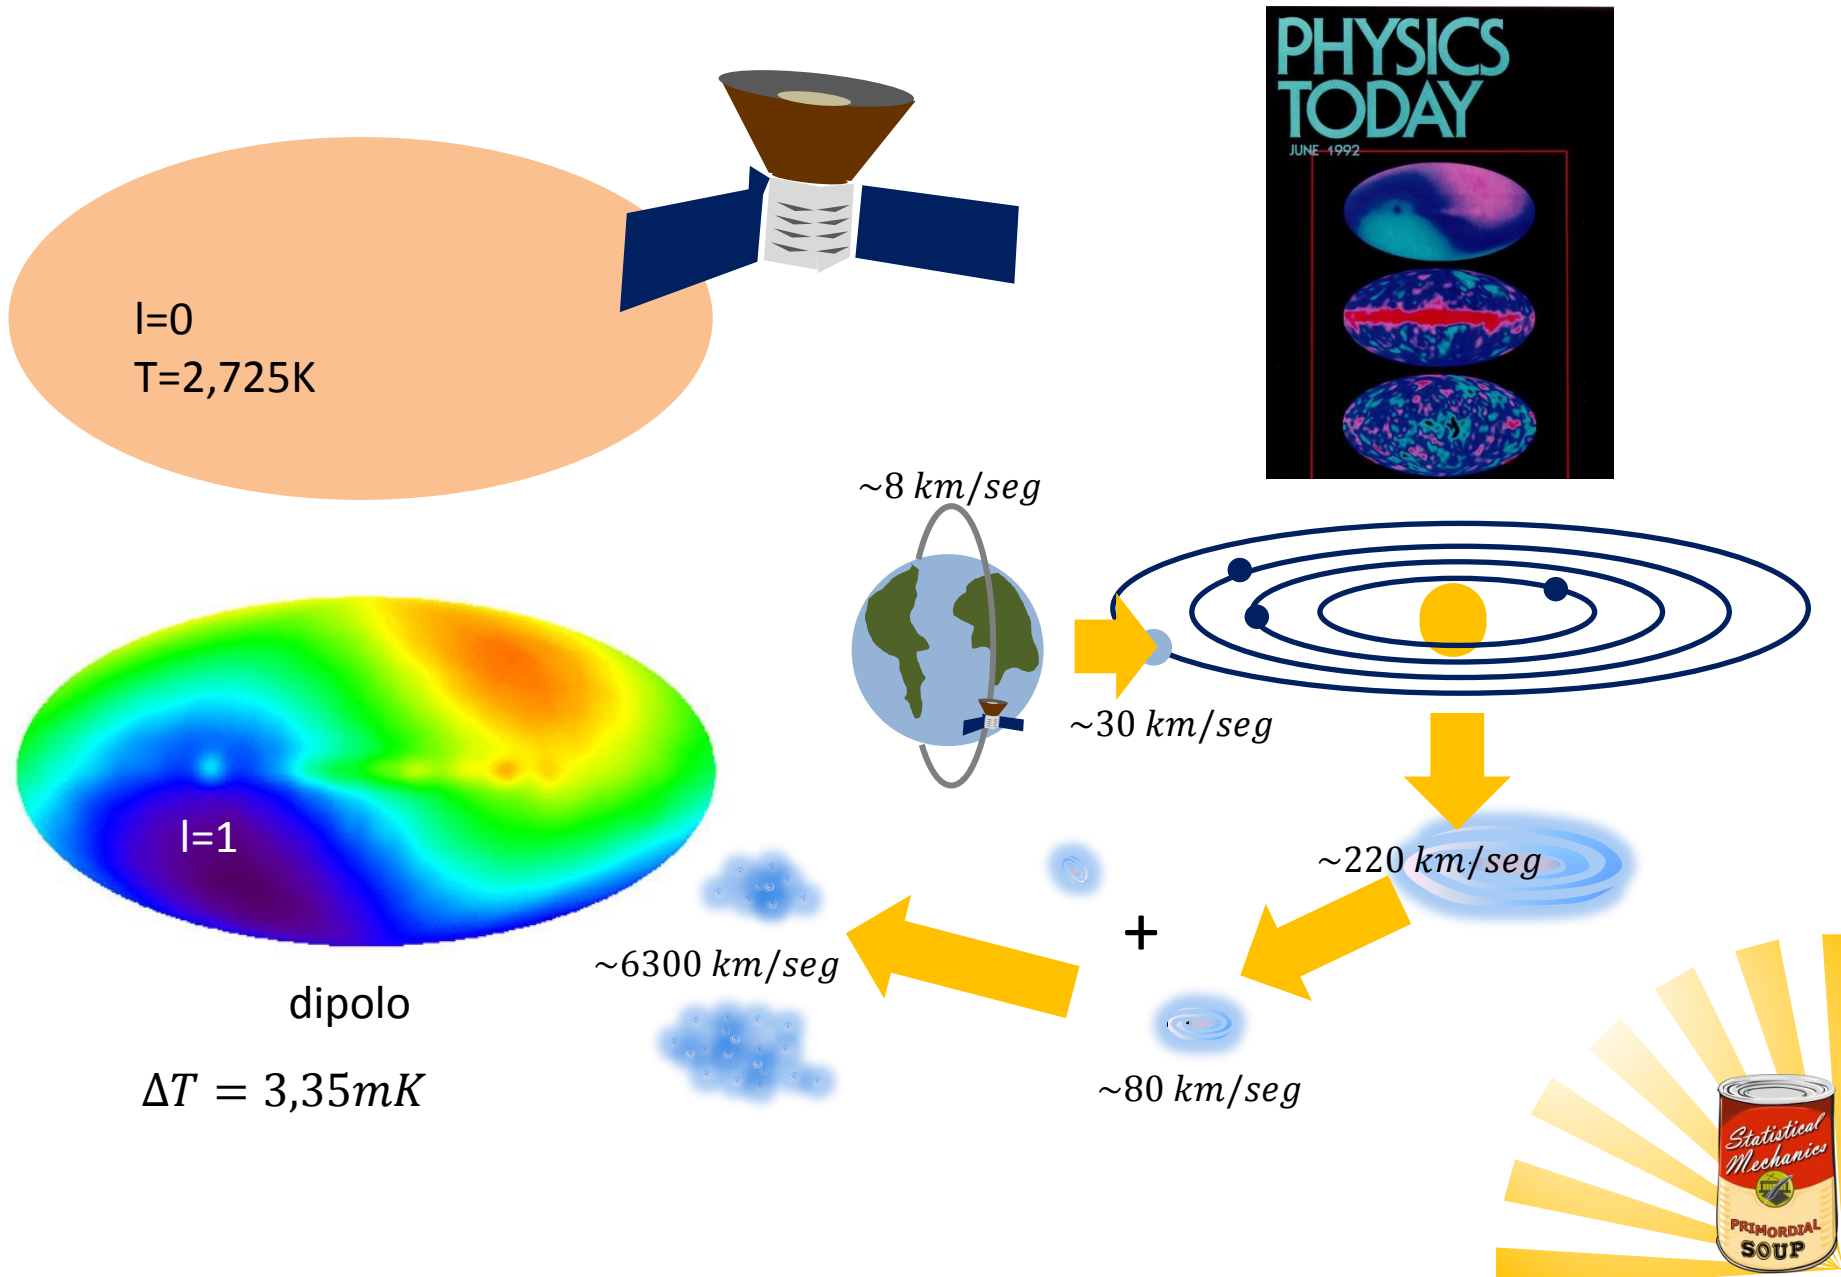 PHYSICS
TODAY
JUNE 1992
l=0
T=2,725K
~8 km/seg
~30 km/seg
l=1
~220 km/seg
+
~6300 km/seg
dipolo
~80 km/seg
ΔT = 3,35mK
Statistical
Mechanics
PRIMORDIAL
SOUP